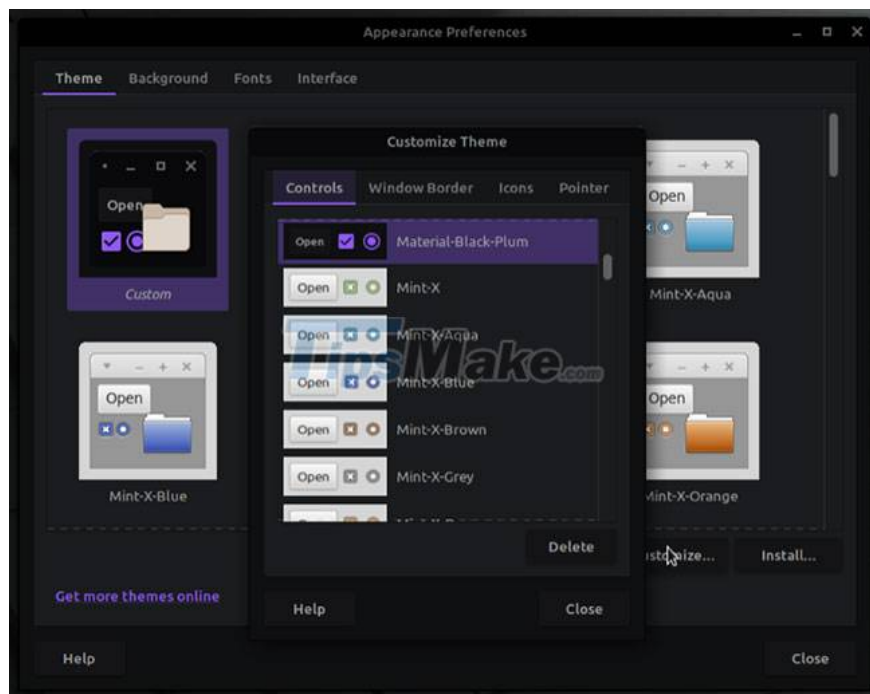 Appearance Preferences
Theme Background Fonts Interface
Customize Theme
Controls Window Border Icons Pointer
Open
Custom
Open Material-Black-Plum
Open Mint-X
Open Mint-X-Aqua
Open Mint-X-Blue
Open Mint-X-Brown
Open Mint-X-Grey
TipsMake.com
Open
Mint-X-Aqua
Open
Mint-X-Blue
Open
Mint-X-Orange
Delete
Install...
Get more themes online
Help Close
Help Close